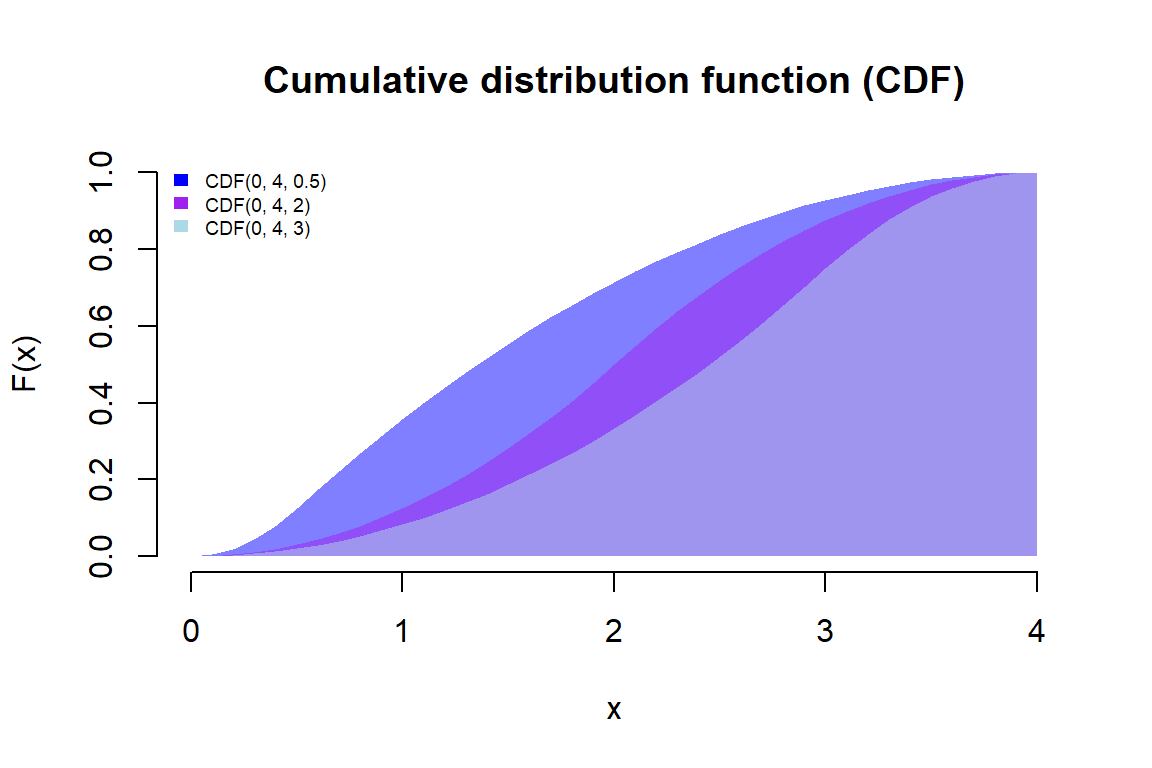 Cumulative distribution function (CDF)
CDF(0, 4, 0.5)
CDF(0, 4, 2)
CDF(0, 4, 3)
F(x)
1.0
0.8
0.6
0.4
0.2
0.0
0 1 2 3 4
x